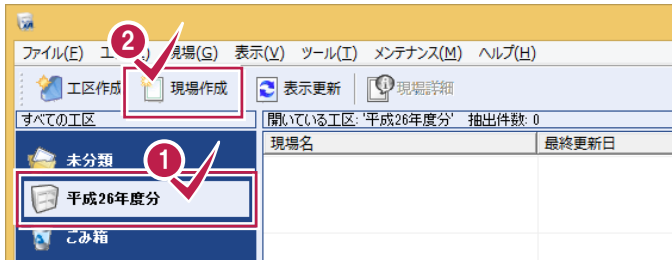 2
ファイル(F) 現場(G) 表示(V) ツール(T) メンテナンス(M) ヘルプ(H)
工区作成 現場作成 表示更新 現場詳細
すべての工区 開いている工区: '平成26年度分' 抽出件数: 0
現場名 最終更新日
未分類
1
平成26年度分
ごみ箱